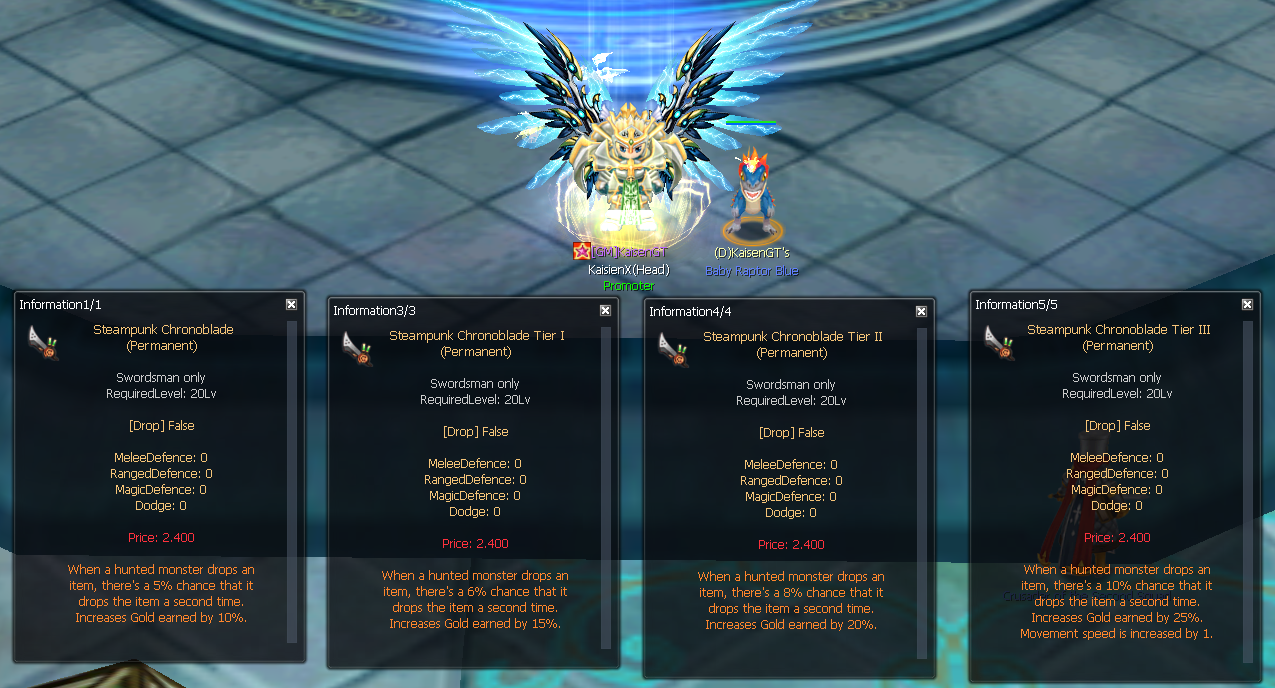 [GM]KaisenGT
KaisienX(Head)
Promoter
(D)KaisenGT's
Baby Raptor Blue
Information1/1
Steampunk Chronoblade
(Permanent)
Swordsman only
RequiredLevel: 20Lv
[Drop] False
MeleeDefence: 0
RangedDefence: 0
MagicDefence: 0
Dodge: 0
Price: 2.400
When a hunted monster drops an
item, there's a 5% chance that it
drops the item a second time.
Increases Gold earned by 10%.
Information3/3
Steampunk Chronoblade Tier I
(Permanent)
Swordsman only
RequiredLevel: 20Lv
[Drop] False
MeleeDefence: 0
RangedDefence: 0
MagicDefence: 0
Dodge: 0
Price: 2.400
When a hunted monster drops an
item, there's a 6% chance that it
drops the item a second time.
Increases Gold earned by 15%.
Information4/4
Steampunk Chronoblade Tier II
(Permanent)
Swordsman only
RequiredLevel: 20Lv
[Drop] False
MeleeDefence: 0
RangedDefence: 0
MagicDefence: 0
Dodge: 0
Price: 2.400
When a hunted monster drops an
item, there's a 8% chance that it
drops the item a second time.
Increases Gold earned by 20%.
Information5/5
Steampunk Chronoblade Tier III
(Permanent)
Swordsman only
RequiredLevel: 20Lv
[Drop] False
MeleeDefence: 0
RangedDefence: 0
MagicDefence: 0
Dodge: 0
Price: 2.400
When a hunted monster drops an
item, there's a 10% chance that it
drops the item a second time.
Increases Gold earned by 25%.
Movement speed is increased by 1.